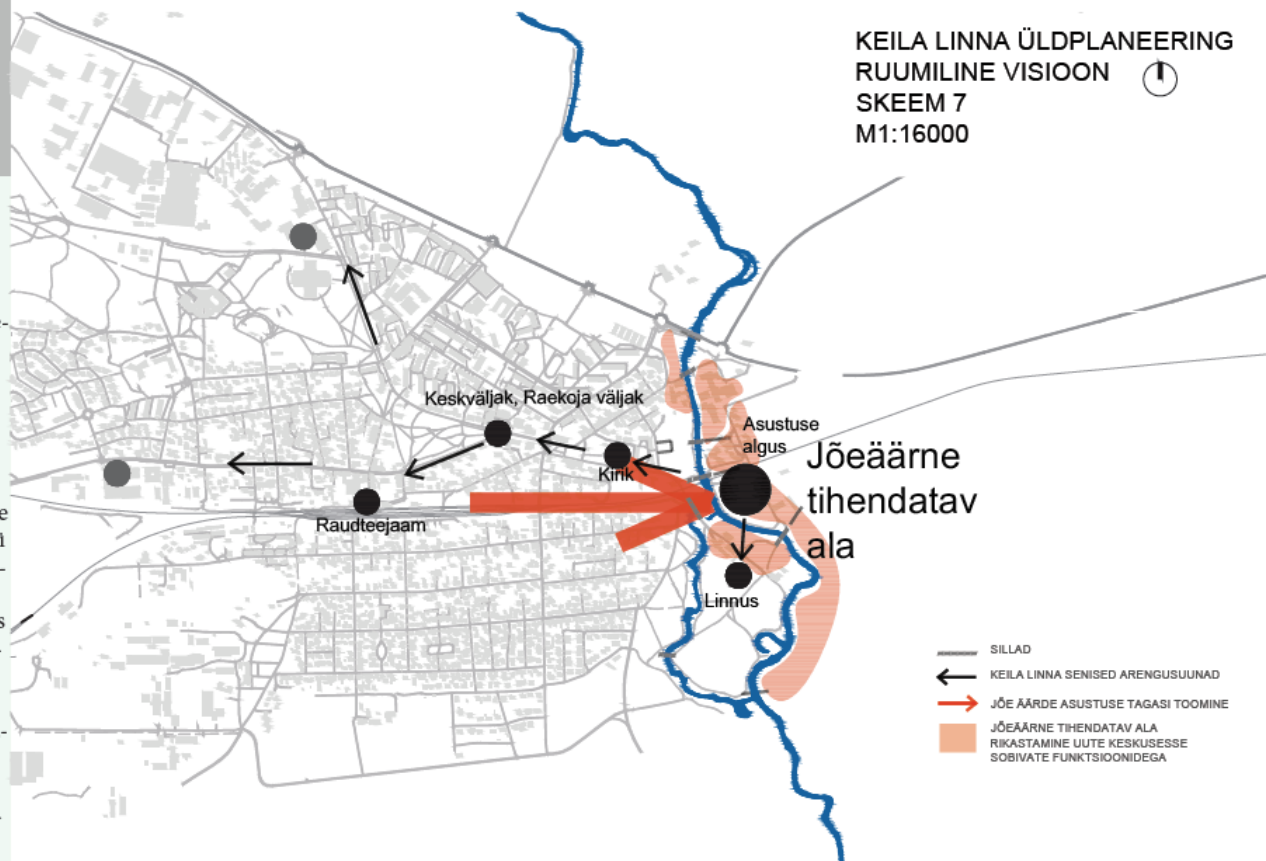 KEILA LINNA ÜLDPLANEERING
RUUMILINE VISIOON
SKEEM 7
M1:16000
Keskväljak, Raekoja väljak
Asustuse
algus
Kirik
Jõeäärne
tihendatav
ala
Raudteejaam
Linnus
SILLAD
KEILA LINNA SENISED ARENGUSUUNAD
JÕE ÄÄRDE ASUSTUSE TAGASI TOOMINE
JÕEÄÄRNE TIHENDATAV ALA
RIKASTAMINE UUTE KESKUSESSE
SOBIVATE FUNKTSIOONIDEGA